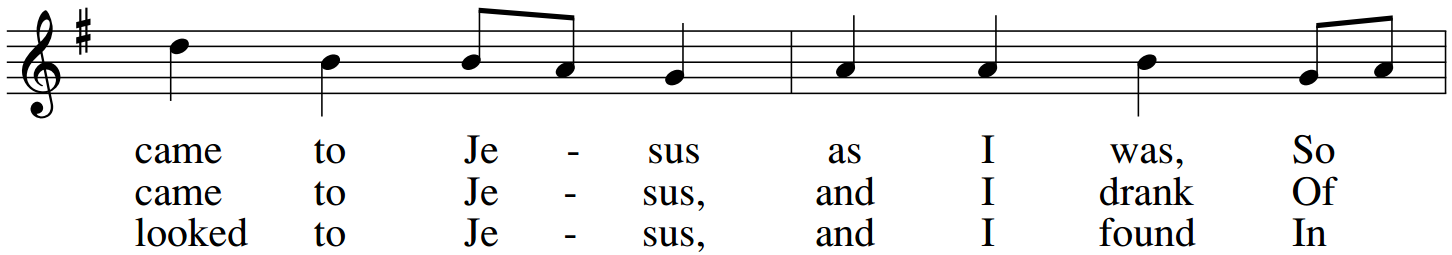 came to Je - sus as I was, So
came to Je - sus, and I drank Of
looked to Je - sus, and I found In